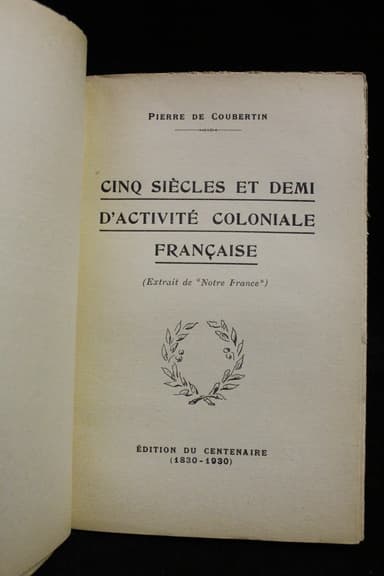 PIERRE DE COUBERTIN
CINQ SIÈCLES ET DEMI
D'ACTIVITÉ COLONIALE
FRANÇAISE
(Extrait de "Notre France")
ÉDITION DU CENTENAIRE
(1830-1930)